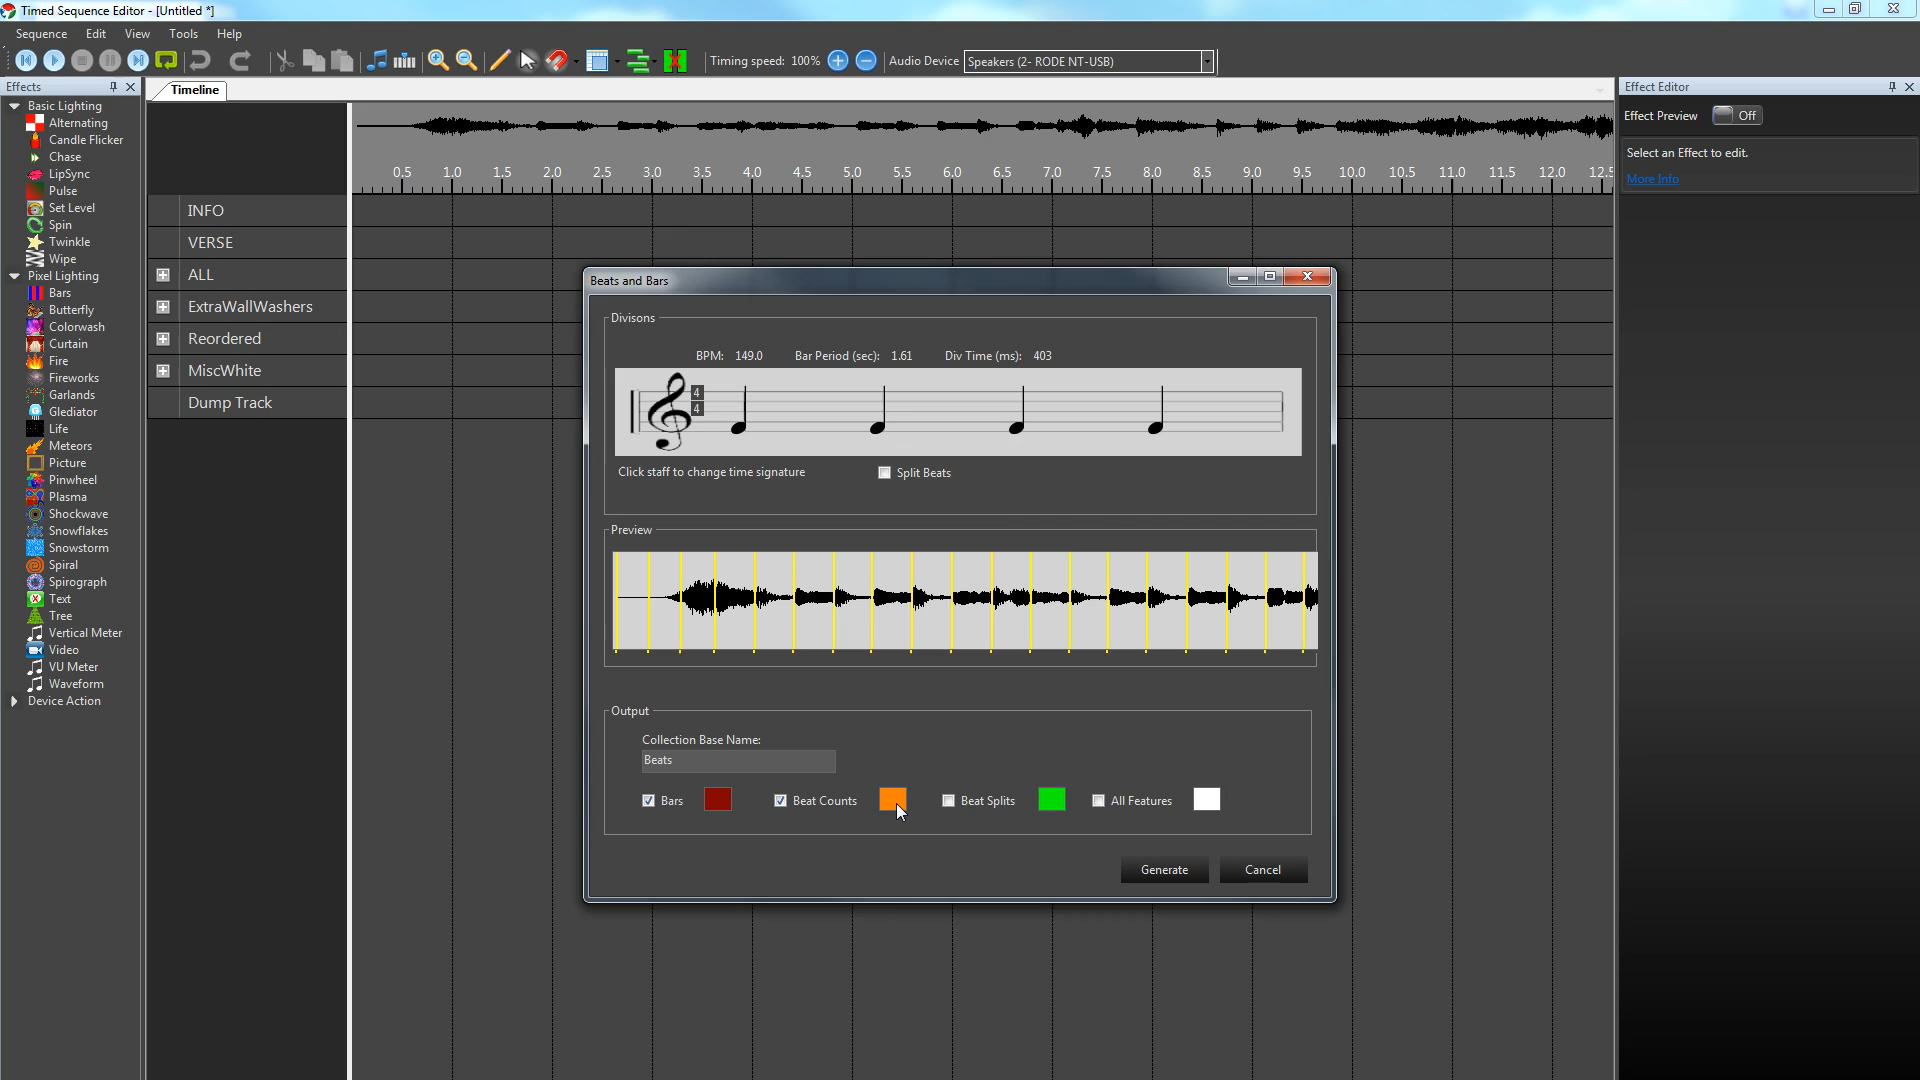 Timed Sequence Editor - [Untitled *]
Sequence Edit View Tools Help
Timing speed: 100% Audio Device Speakers (2- RODE NT-USB)
Effects
Basic Lighting
Alternating
Candle Flicker
Chase
LipSync
Pulse
Set Level
Spin
Twinkle
Wipe
Pixel Lighting
Bars
Butterfly
Colorwash
Curtain
Fire
Fireworks
Garlands
Glediator
Life
Meteors
Picture
Pinwheel
Plasma
Shockwave
Snowflakes
Snowstorm
Spiral
Spirograph
Text
Tree
Vertical Meter
Video
VU Meter
Waveform
Device Action
Timeline
0.5 1.0 1.5 2.0 2.5 3.0 3.5 4.0 4.5 5.0 5.5 6.0 6.5 7.0 7.5 8.0 8.5 9.0 9.5 10.0 10.5 11.0 11.5 12.0 12.5
INFO
VERSE
ALL
ExtraWallWashers
Reordered
MiscWhite
Dump Track
Beats and Bars
Divisons
BPM: 149.0 Bar Period (sec): 1.61 Div Time (ms): 403
4
4
Click staff to change time signature Split Beats
Preview
Output
Collection Base Name:
Beats
Bars Beat Counts Beat Splits All Features
Generate Cancel
Effect Editor
Effect Preview Off
Select an Effect to edit.
More Info